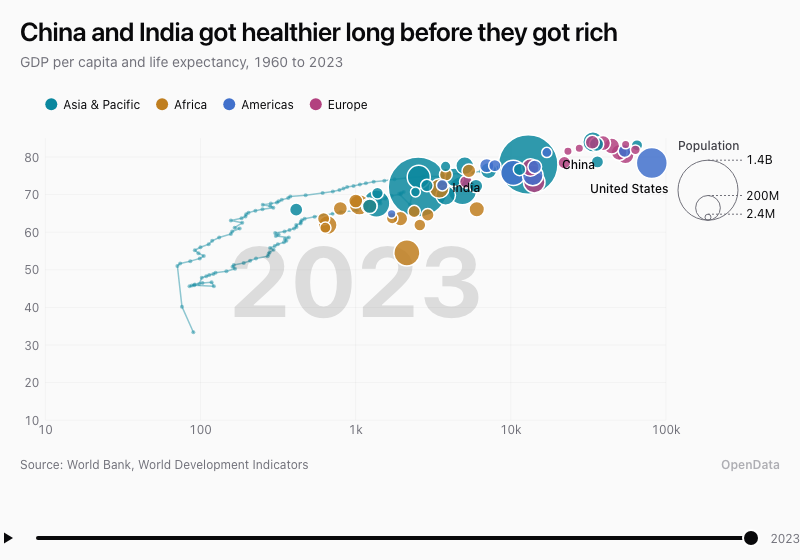 China and India got healthier long before they got rich
GDP per capita and life expectancy, 1960 to 2023
Asia & Pacific Africa Americas Europe
80
70
60
50
40
30
20
10
10 100 1k 10k 100k
2023
India
China
United States
Population
1.4B
200M
2.4M
Source: World Bank, World Development Indicators
OpenData
2023